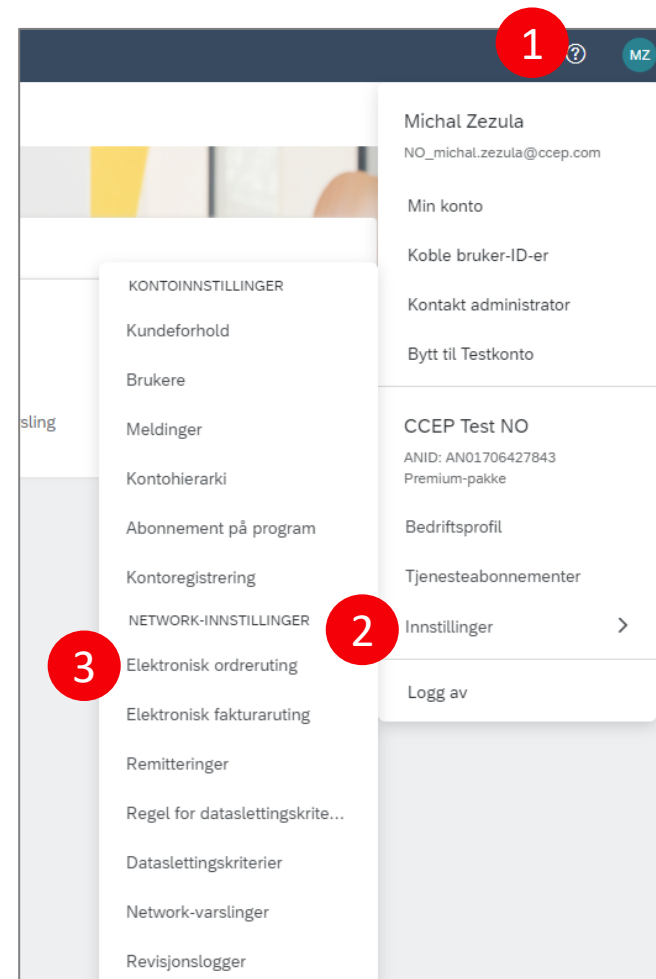 1
?
MZ
Michal Zezula
NO_michal.zezula@ccep.com
Min konto
Koble bruker-ID-er
Kontakt administrator
Bytt til Testkonto
CCEP Test NO
ANID: AN01706427843
Premium-pakke
Bedriftsprofil
Tjenesteabonnementer
2
Innstillinger
Logg av
sling
KONTOINNSTILLINGER
Kundeforhold
Brukere
Meldinger
Kontohierarki
Abonnement på program
Kontoregistrering
NETWORK-INNSTILLINGER
3
Elektronisk ordreruting
Elektronisk fakturaruting
Remitteringer
Regel for dataslettingskrite...
Dataslettingskriterier
Network-varslinger
Revisjonslogger